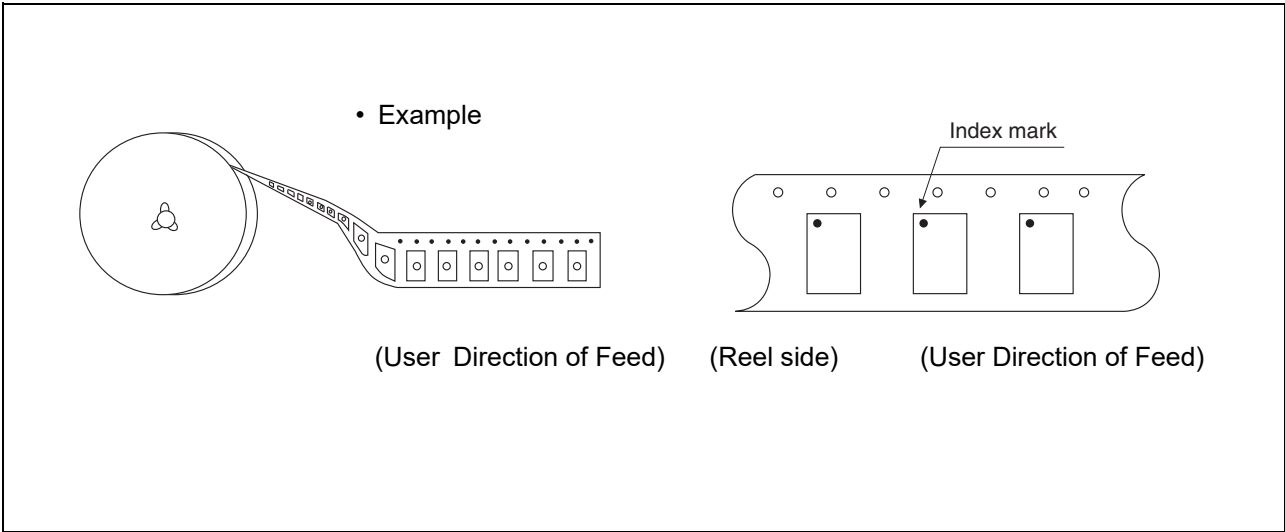 • Example
Index mark
(User Direction of Feed) (Reel side) (User Direction of Feed)